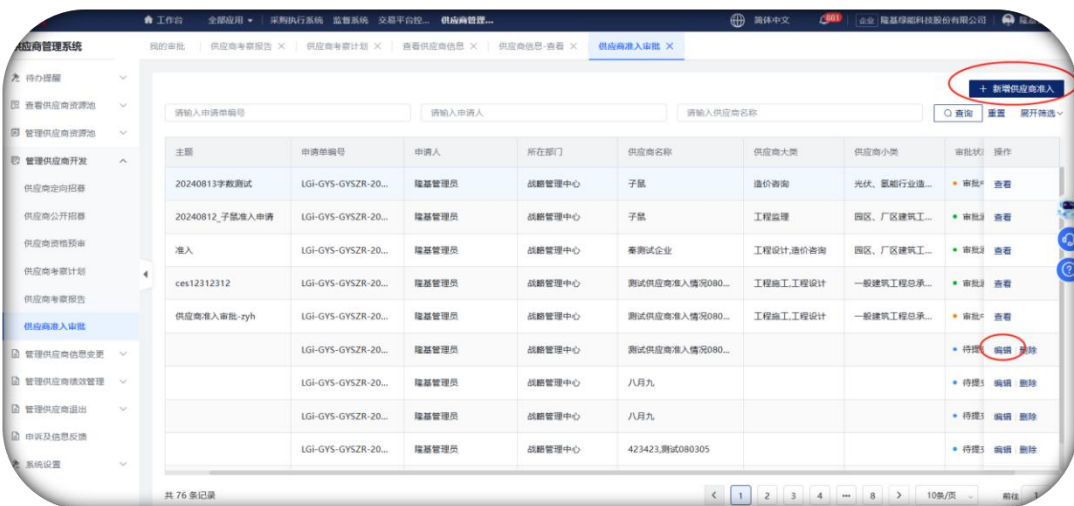 工作台 全部应用 采购执行系统 监督系统 交易平台控... 供应商管理... 简体中文 603 企业 隆基绿能科技股份有限公司 隆基
供应商管理系统
我的审批 供应商考察报告 × 供应商考察计划 × 查看供应商信息 × 供应商信息-查看 × 供应商准入审批 ×
待办提醒
查看供应商资源池
管理供应商资源池
管理供应商开发
供应商定向招募
供应商公开招募
供应商资格预审
供应商考察计划
供应商考察报告
供应商准入审批
管理供应商信息变更
管理供应商绩效管理
管理供应商退出
申诉及信息反馈
系统设置
+ 新增供应商准入
请输入申请单编号 请输入申请人 请输入供应商名称 查询 重置 展开筛选
主题 申请单编号 申请人 所在部门 供应商名称 供应商大类 供应商小类 审批状态 操作
20240813字数测试 LGi-GYS-GYSZR-20... 隆基管理员 战略管理中心 子鼠 造价咨询 光伏、氢能行业造... 审批 查看
20240812_子鼠准入申请 LGi-GYS-GYSZR-20... 隆基管理员 战略管理中心 子鼠 工程监理 园区、厂区建筑工... 审批 查看
准入 LGi-GYS-GYSZR-20... 隆基管理员 战略管理中心 秦测试企业 工程设计,造价咨询 园区、厂区建筑工... 审批 查看
ces12312312 LGi-GYS-GYSZR-20... 隆基管理员 战略管理中心 测试供应商准入情况080... 工程施工,工程设计 一般建筑工程总承... 审批 查看
供应商准入审批-zyh LGi-GYS-GYSZR-20... 隆基管理员 战略管理中心 测试供应商准入情况080... 工程施工,工程设计 一般建筑工程总承... 审批 查看
LGi-GYS-GYSZR-20... 隆基管理员 战略管理中心 测试供应商准入情况080... 待提 编辑 删除
LGi-GYS-GYSZR-20... 隆基管理员 战略管理中心 八月九 待提 编辑 删除
LGi-GYS-GYSZR-20... 隆基管理员 战略管理中心 八月九 待提 编辑 删除
LGi-GYS-GYSZR-20... 隆基管理员 战略管理中心 423423,测试080305 待提 编辑 删除
共 76 条记录 < 1 2 3 4 ... 8 > 10条/页 前往 1